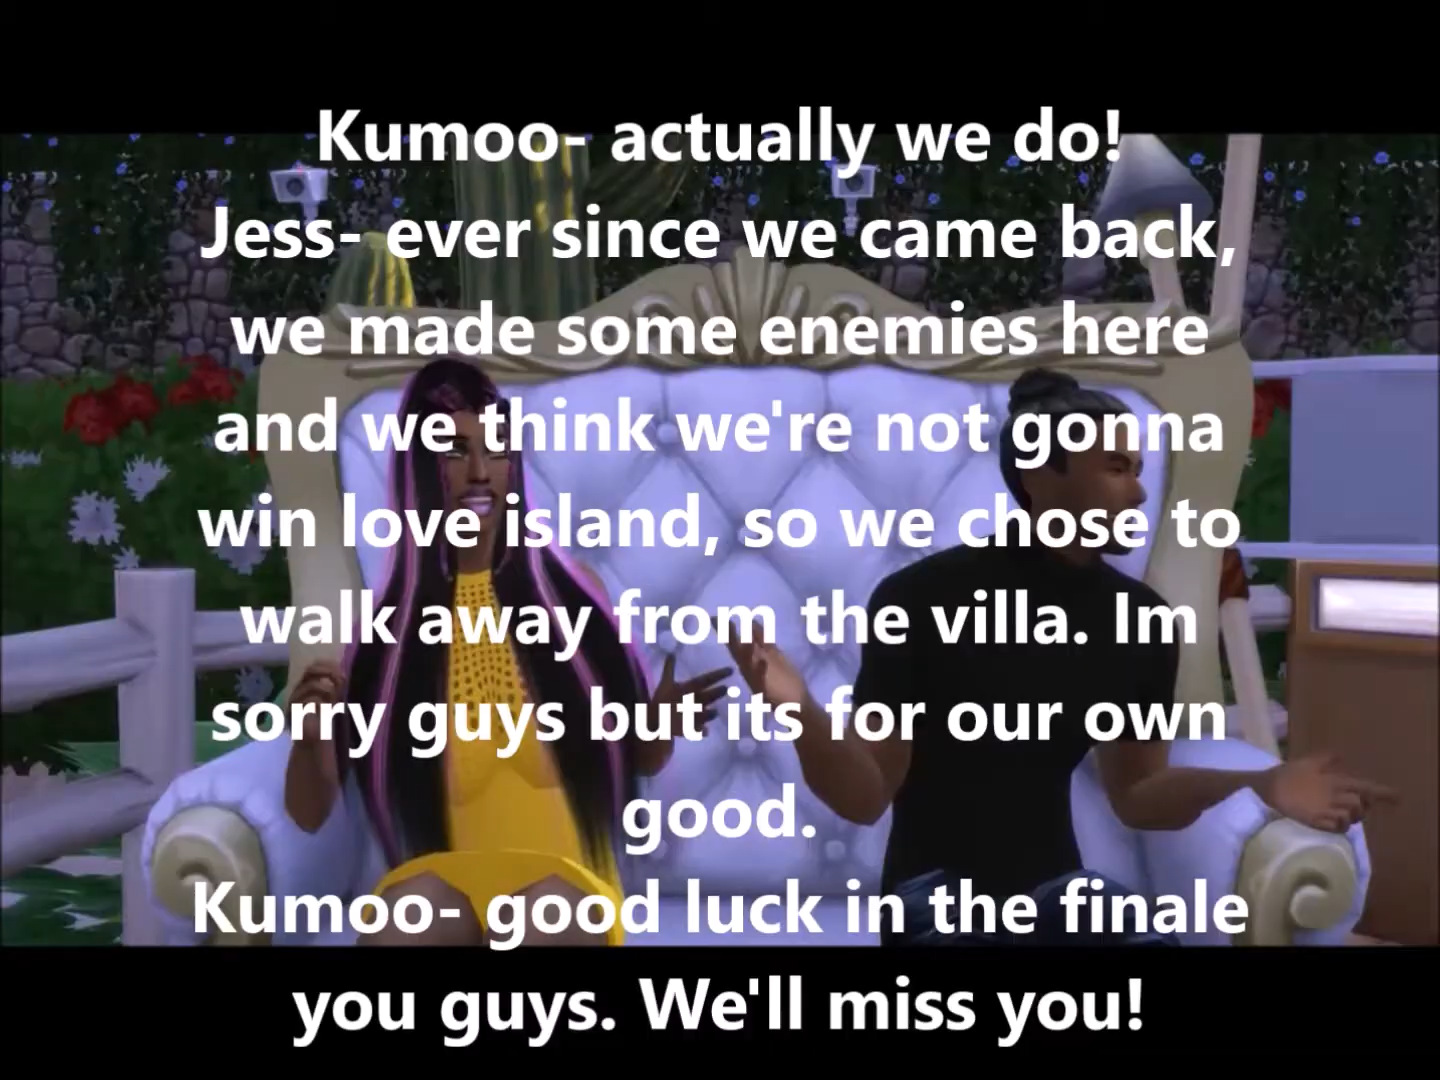 Kumoo- actually we do!
Jess- ever since we came back,
we made some enemies here
and we think we're not gonna
win love island, so we chose to
walk away from the villa. Im
sorry guys but its for our own
good.
Kumoo- good luck in the finale
you guys. We'll miss you!